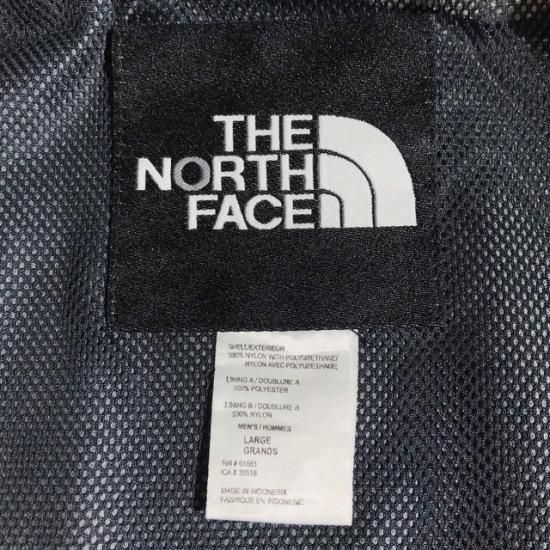 THE
NORTH
FACE
SHELL/EXTERIEUR
100% NYLON WITH POLYURETHANE/
NYLON AVEC POLYURETHANE
LINING A / DOUBLURE A
100% POLYESTER
LINING B / DOUBLURE B
100% NYLON
MEN'S / HOMMES
LARGE
GRANDS
RN # 61661
CA # 30516
MADE IN INDONESIA
FABRIQUE EN INDONESIE